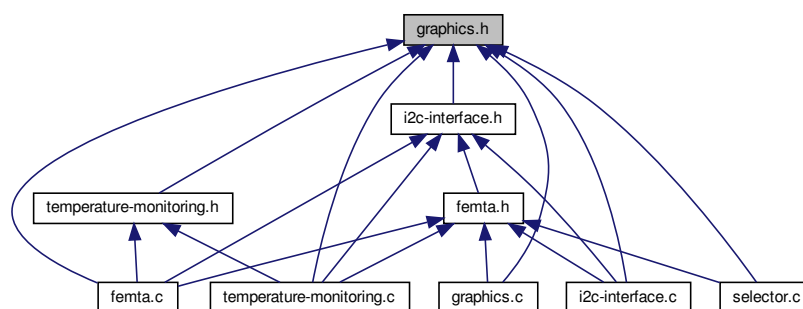 graphics.h
i2c-interface.h
temperature-monitoring.h
femta.h
femta.c
temperature-monitoring.c
graphics.c
i2c-interface.c
selector.c